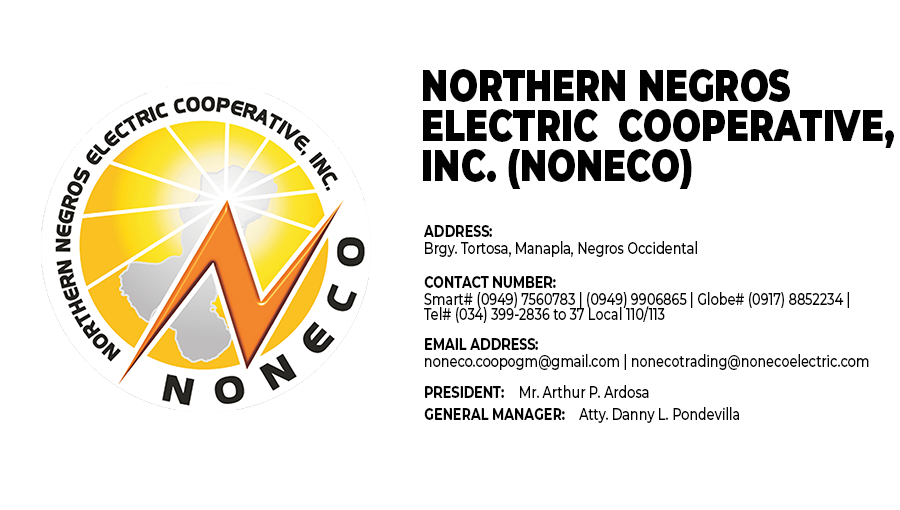 NORTHERN NEGROS ELECTRIC COOPERATIVE, INC.
NONECO
NORTHERN NEGROS
ELECTRIC  COOPERATIVE,
INC. (NONECO)
ADDRESS:
Brgy. Tortosa, Manapla, Negros Occidental
CONTACT NUMBER:
Smart# (0949) 7560783 | (0949) 9906865 | Globe# (0917) 8852234 |
Tel# (034) 399-2836 to 37 Local 110/113
EMAIL ADDRESS:
noneco.coopogm@gmail.com | nonecotrading@nonecoelectric.com
PRESIDENT: Mr. Arthur P. Ardosa
GENERAL MANAGER: Atty. Danny L. Pondevilla